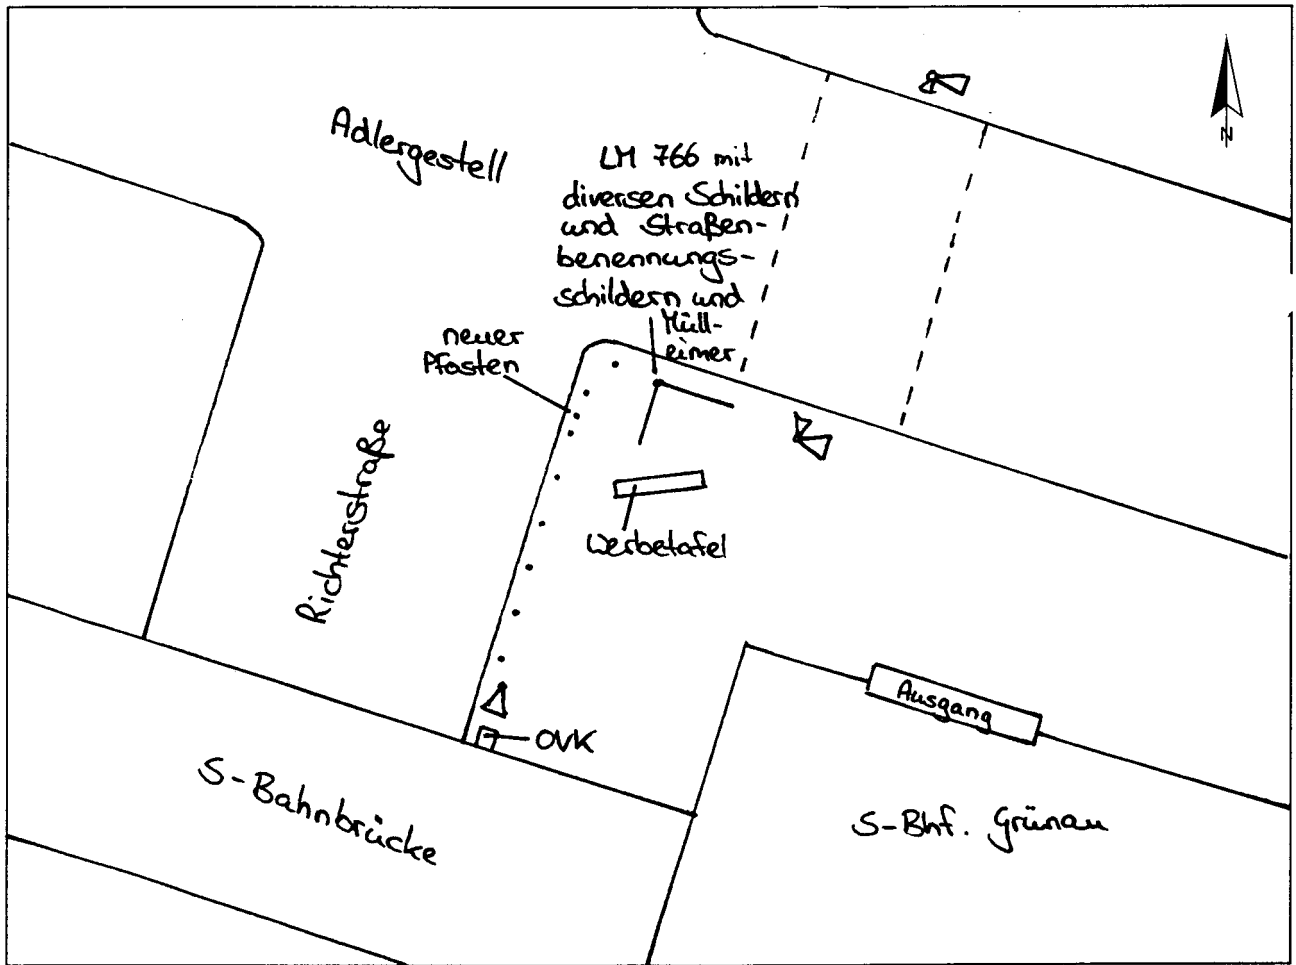 Adlergestell
LM 766 mit
diversen Schildern
und Straßen-
benennungs-
schildern und
Müll-
eimer
N
neuer
Pfosten
Richterstraße
Werbetafel
Ausgang
OVK
S-Bahnbrücke
S-Bhf. Grünau